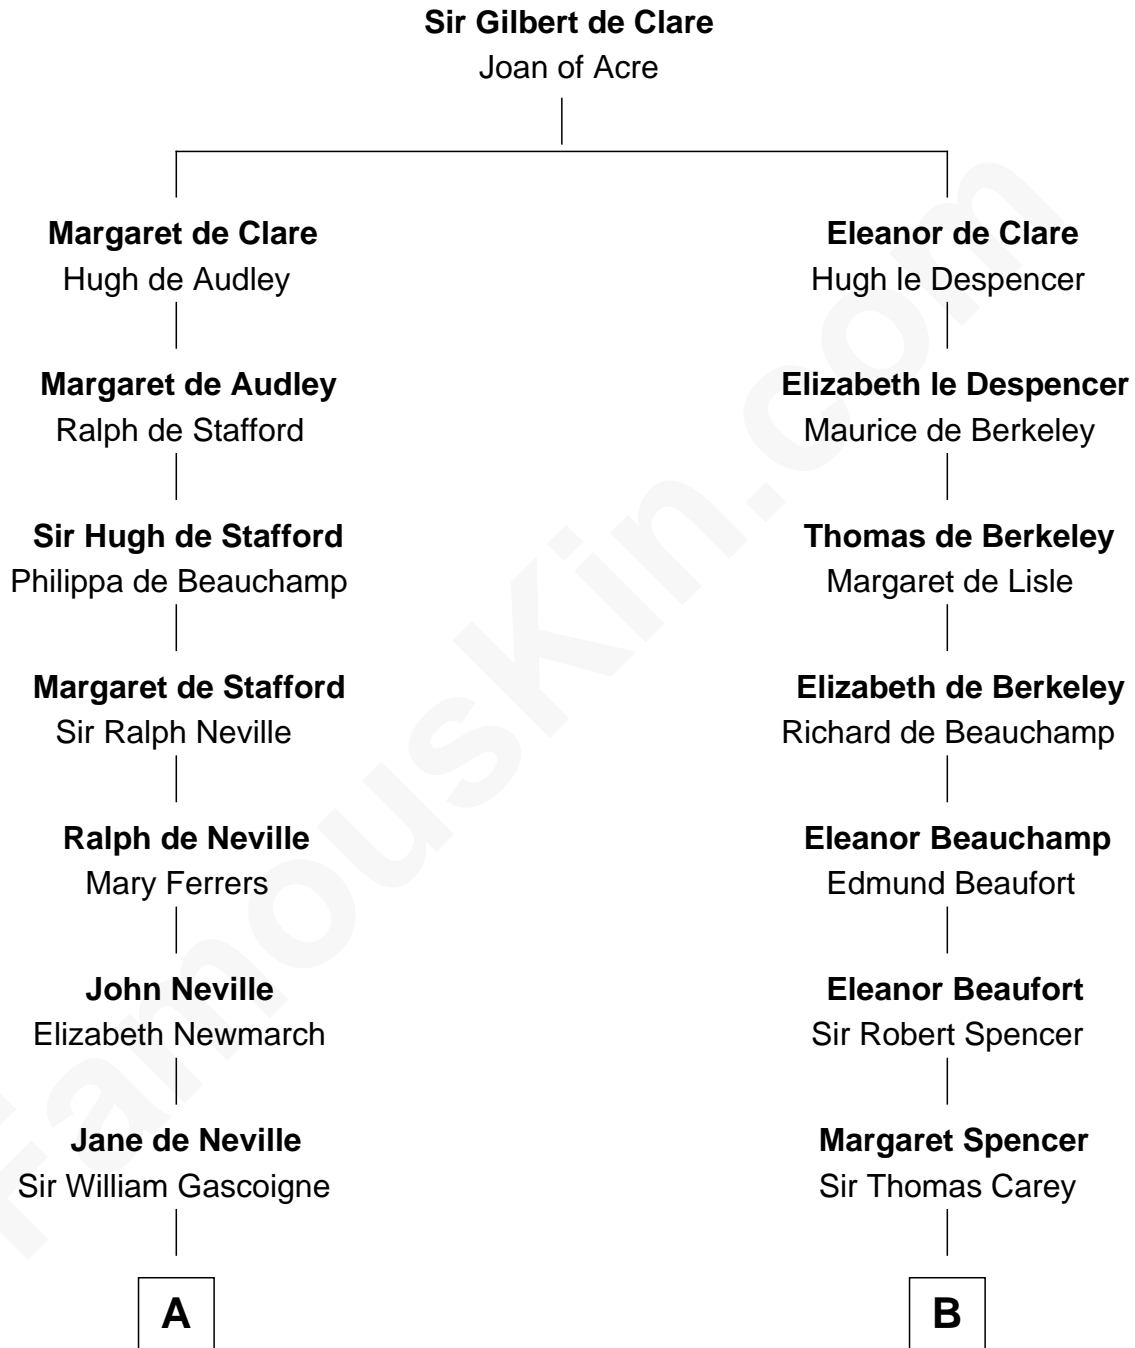 Sir Gilbert de Clare
Joan of Acre
Margaret de Clare
Hugh de Audley
Eleanor de Clare
Hugh le Despencer
Margaret de Audley
Ralph de Stafford
Elizabeth le Despencer
Maurice de Berkeley
Sir Hugh de Stafford
Philippa de Beauchamp
Thomas de Berkeley
Margaret de Lisle
Margaret de Stafford
Sir Ralph Neville
Elizabeth de Berkeley
Richard de Beauchamp
Ralph de Neville
Mary Ferrers
Eleanor Beauchamp
Edmund Beaufort
John Neville
Elizabeth Newmarch
Eleanor Beaufort
Sir Robert Spencer
Jane de Neville
Sir William Gascoigne
Margaret Spencer
Sir Thomas Carey
A
B
FamousKin.com